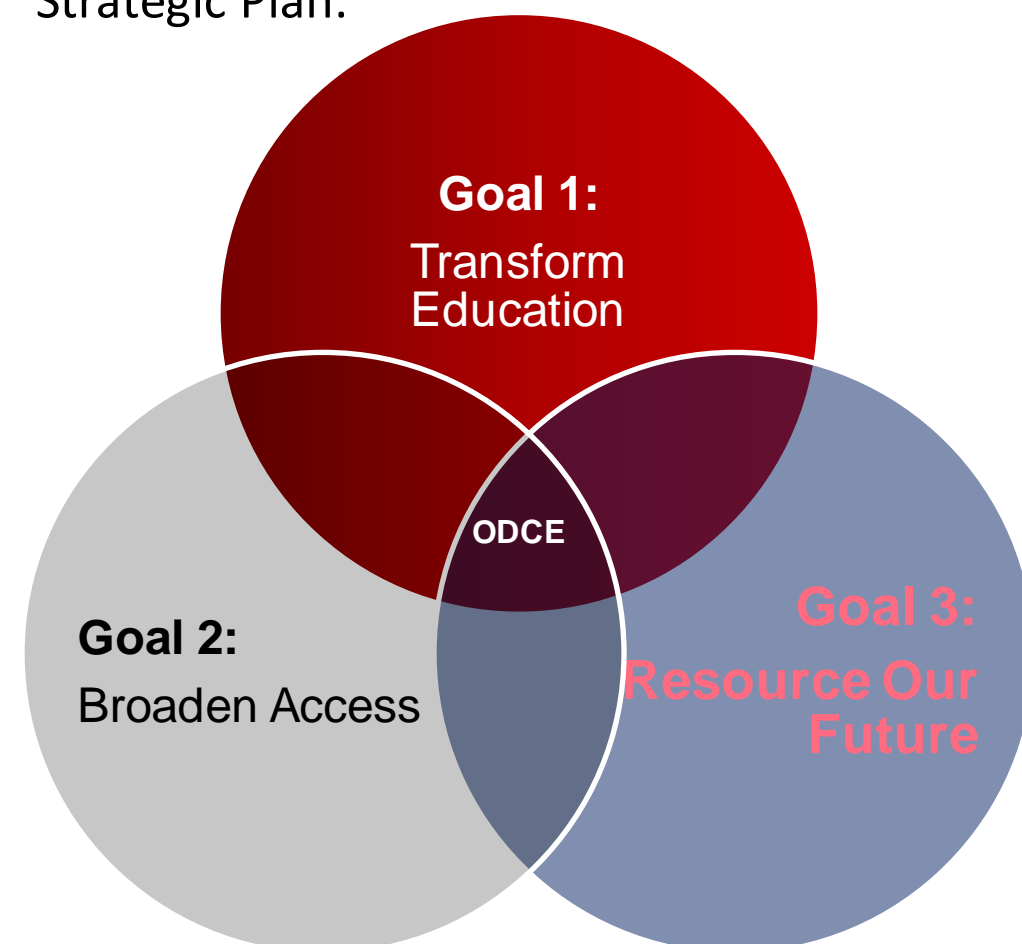 Strategic Plan.
Goal 1:
Transform
Education
ODCE
Goal 2:
Broaden Access
Goal 3:
Resource Our
Future